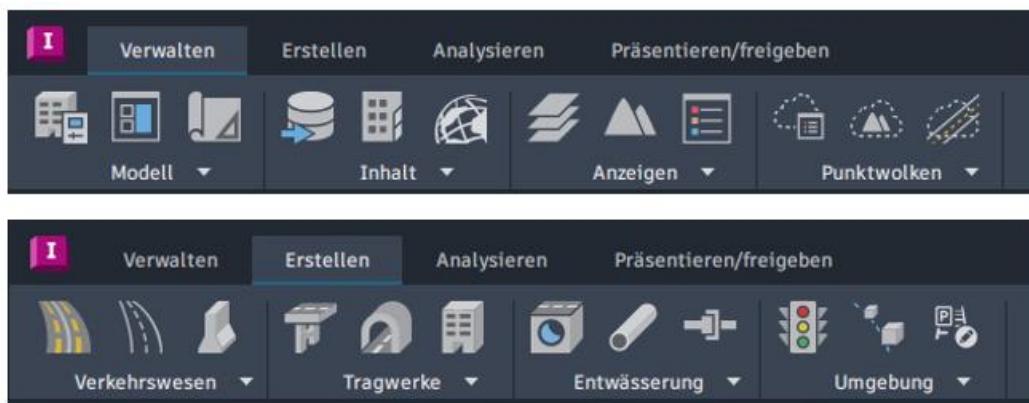 I Verwalten Erstellen Analysieren Präsentieren/freigeben
Modell Inhalt Anzeigen Punktwolken
I Verwalten Erstellen Analysieren Präsentieren/freigeben
P
Verkehrswesen Tragwerke Entwässerung Umgebung